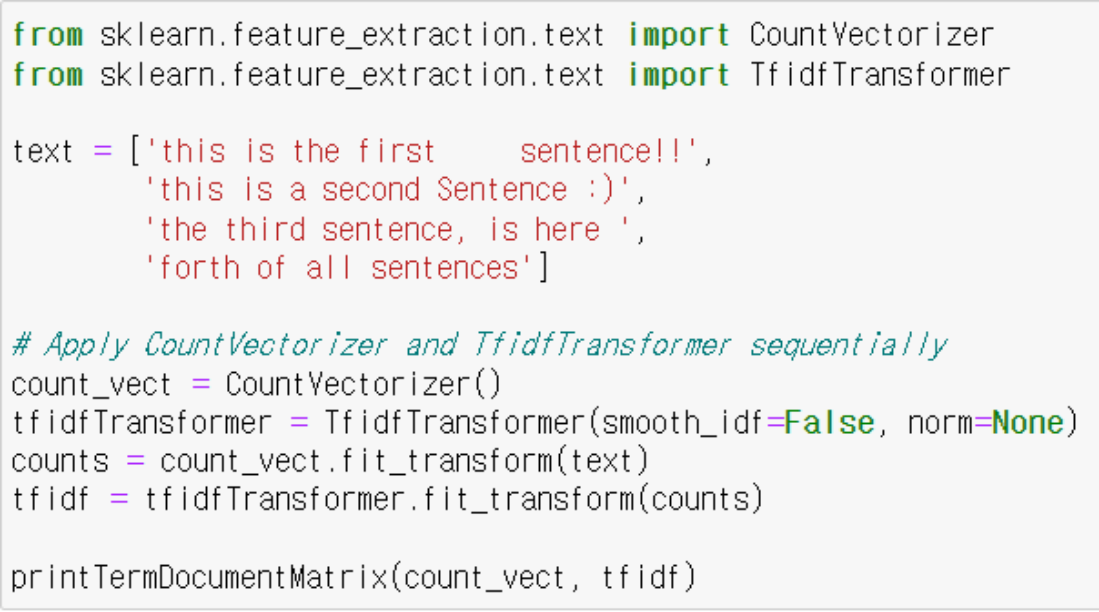 from sklearn.feature_extraction.text import CountVectorizer
from sklearn.feature_extraction.text import TfidfTransformer
text = ['this is the first     sentence!!',
        'this is a second Sentence :)',
        'the third sentence, is here ',
        'forth of all sentences']
# Apply CountVectorizer and TfidfTransformer sequentially
count_vect = CountVectorizer()
tfidfTransformer = TfidfTransformer(smooth_idf=False, norm=None)
counts = count_vect.fit_transform(text)
tfidf = tfidfTransformer.fit_transform(counts)
printTermDocumentMatrix(count_vect, tfidf)